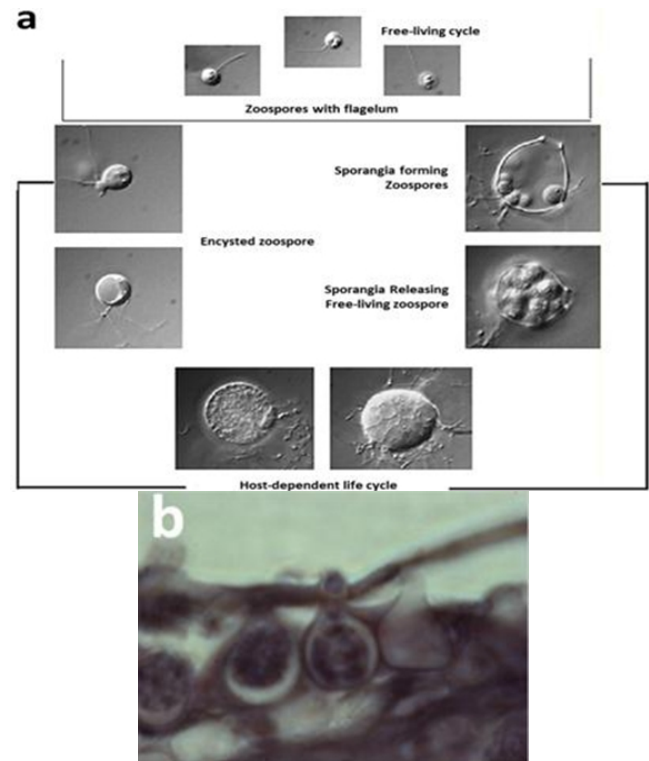 a
Free-living cycle
Zoospores with flagelum
Sporangia forming
Zoospores
Encysted zoospore
Sporangia Releasing
Free-living zoospore
Host-dependent life cycle
b